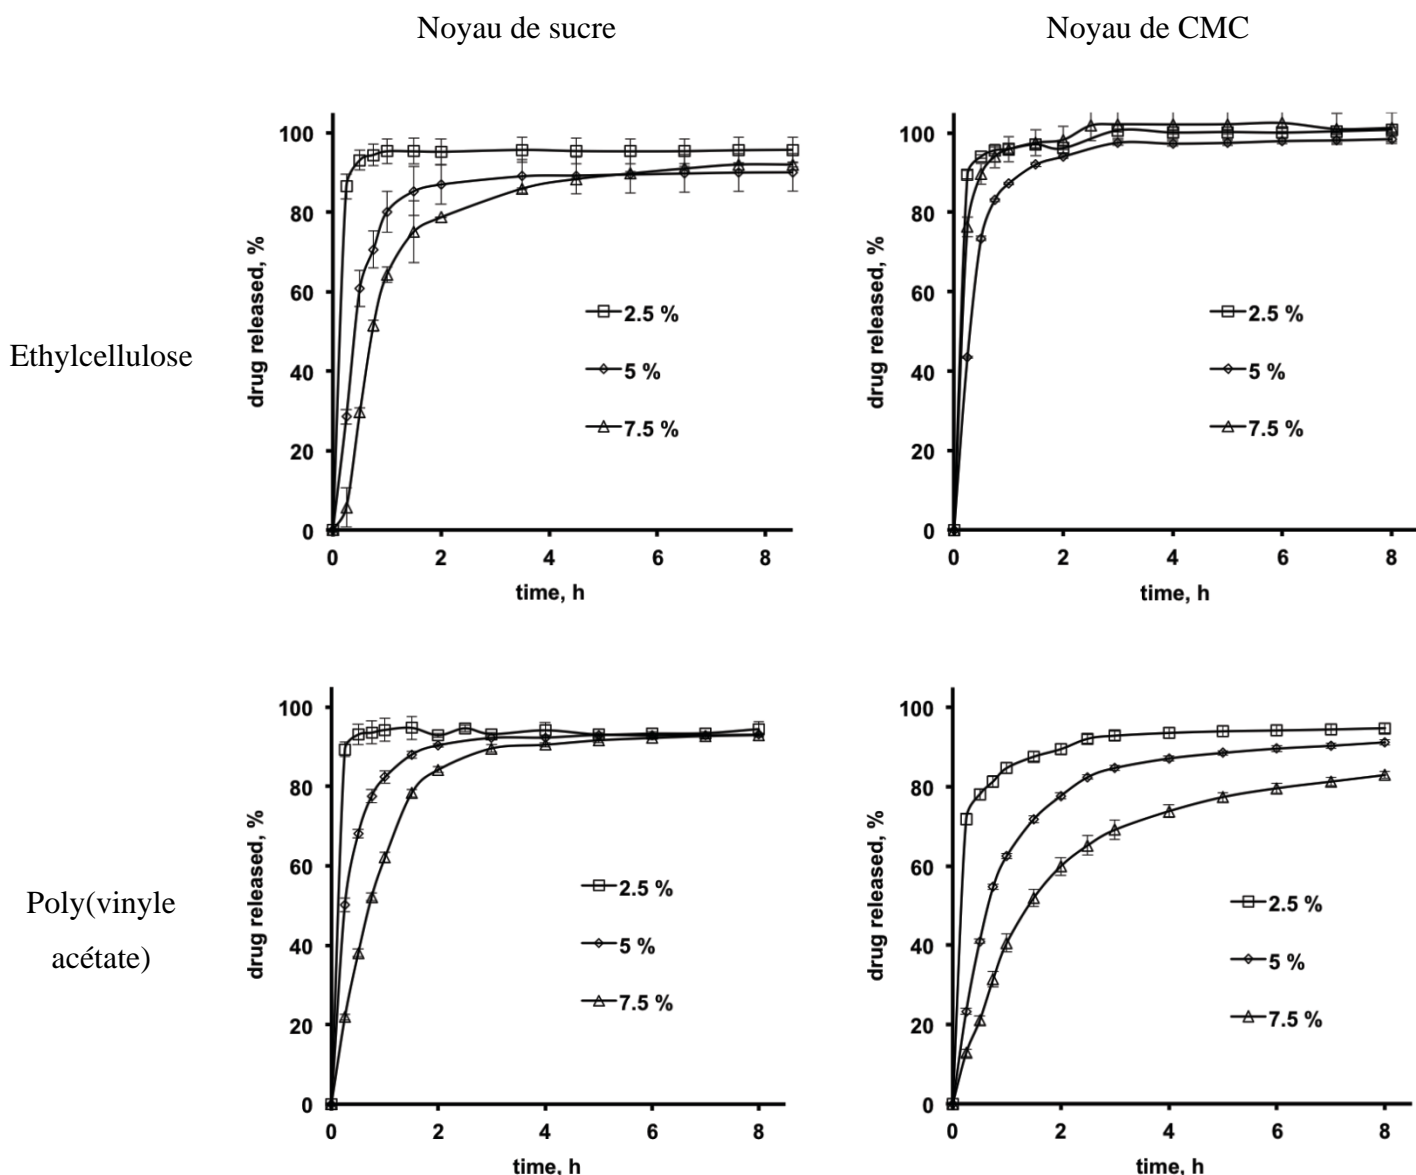 Noyau de sucre
Noyau de CMC
Ethylcellulose
100
80
60
40
20
0
drug released, %
2.5 %
5 %
7.5 %
0 2 4 6 8
time, h
100
80
60
40
20
0
drug released, %
2.5 %
5 %
7.5 %
0 2 4 6 8
time, h
Poly(vinyle
acétate)
100
80
60
40
20
0
drug released, %
2.5 %
5 %
7.5 %
0 2 4 6 8
time, h
100
80
60
40
20
0
drug released, %
2.5 %
5 %
7.5 %
0 2 4 6 8
time, h